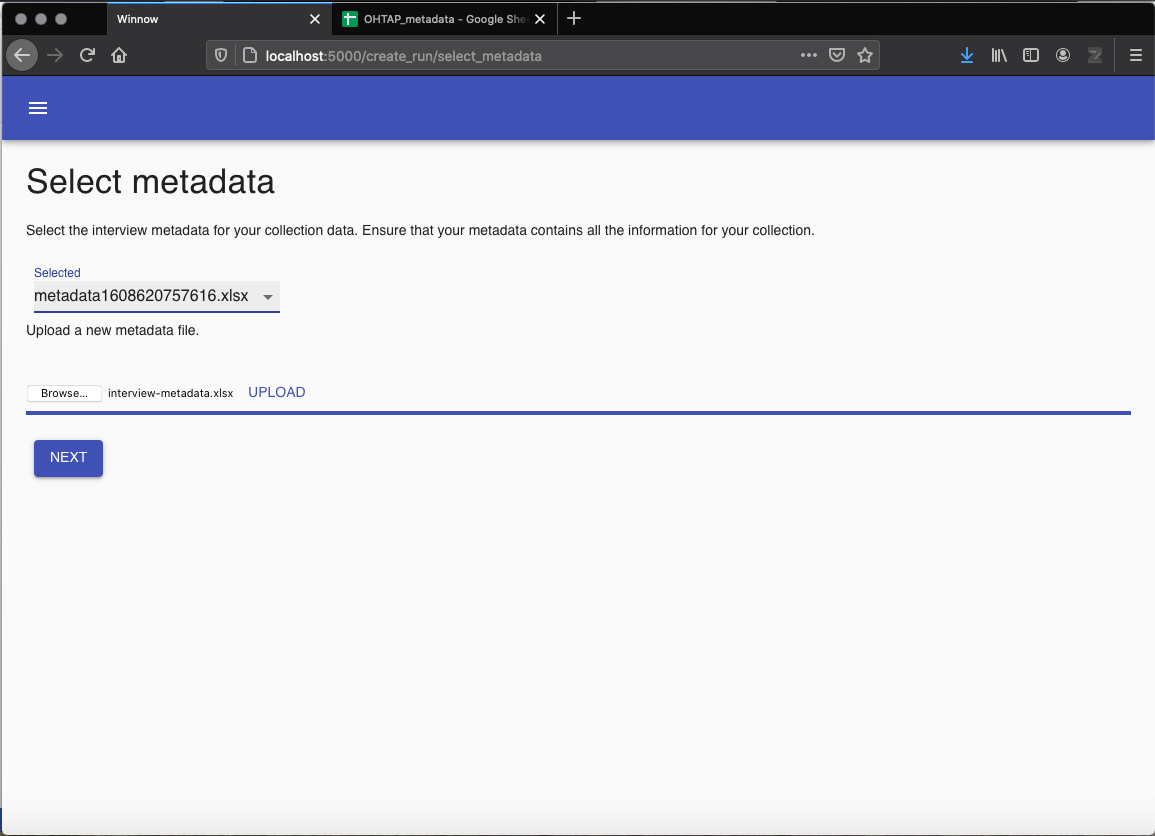 Winnow
OHTAP_metadata - Google She
localhost:5000/create_run/select_metadata
Select metadata
Select the interview metadata for your collection data. Ensure that your metadata contains all the information for your collection.
Selected
metadata1608620757616.xlsx
Upload a new metadata file.
Browse... interview-metadata.xlsx UPLOAD
NEXT